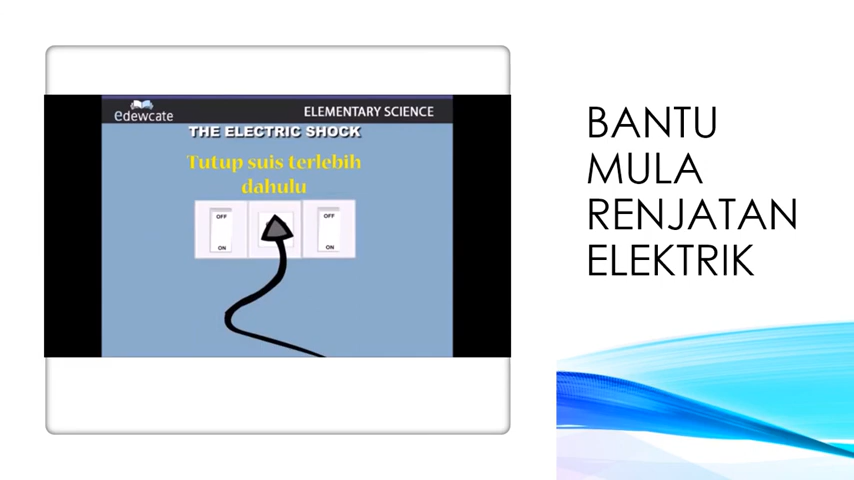 edewcate
ELEMENTARY SCIENCE
THE ELECTRIC SHOCK
Tutup suis terlebih
dahulu
OFF
OFF
ON
ON
BANTU
MULA
RENJATAN
ELEKTRIK